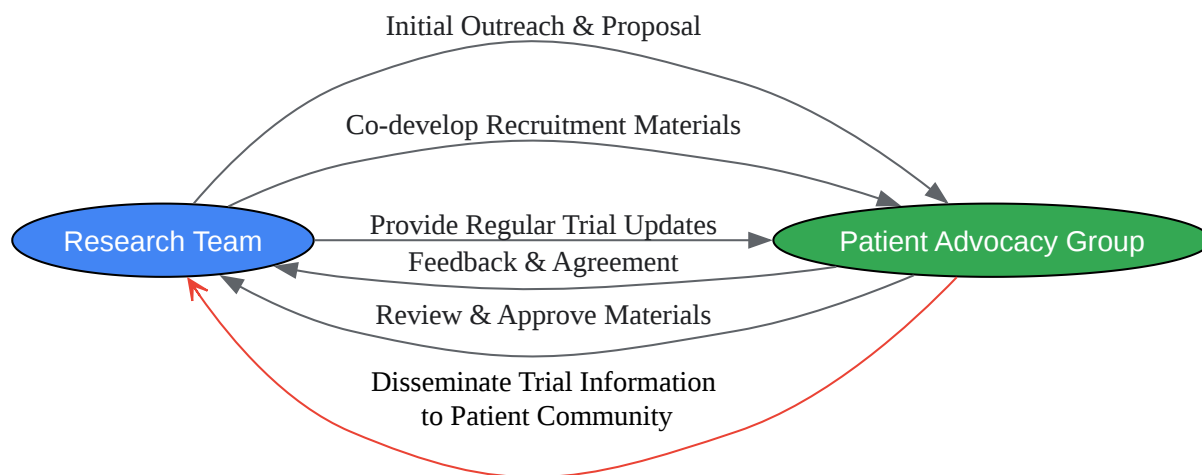 Initial Outreach & Proposal
Co-develop Recruitment Materials
Research Team
Provide Regular Trial Updates
Patient Advocacy Group
Feedback & Agreement
Review & Approve Materials
Disseminate Trial Information
to Patient Community